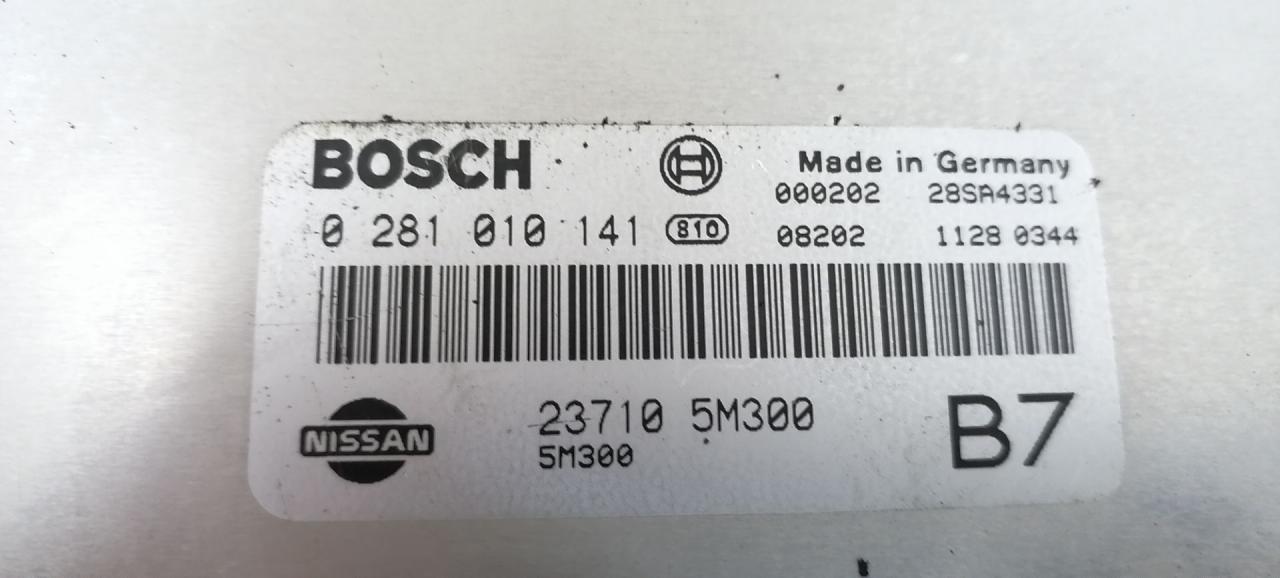 BOSCH
Made in Germany
000202 28SA4331
0 281 010 141 810 08202 1128 0344
NISSAN
23710 5M300
5M300
B7